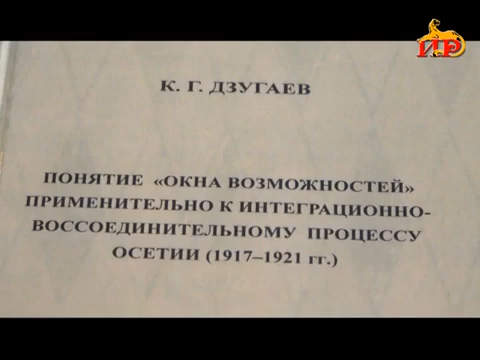 ИР
К. Г. ДЗУГАЕВ
ПОНЯТИЕ «ОКНА ВОЗМОЖНОСТЕЙ»
ПРИМЕНИТЕЛЬНО К ИНТЕГРАЦИОННО-
ВОССОЕДИНИТЕЛЬНОМУ ПРОЦЕССУ
ОСЕТИИ (1917–1921 гг.)